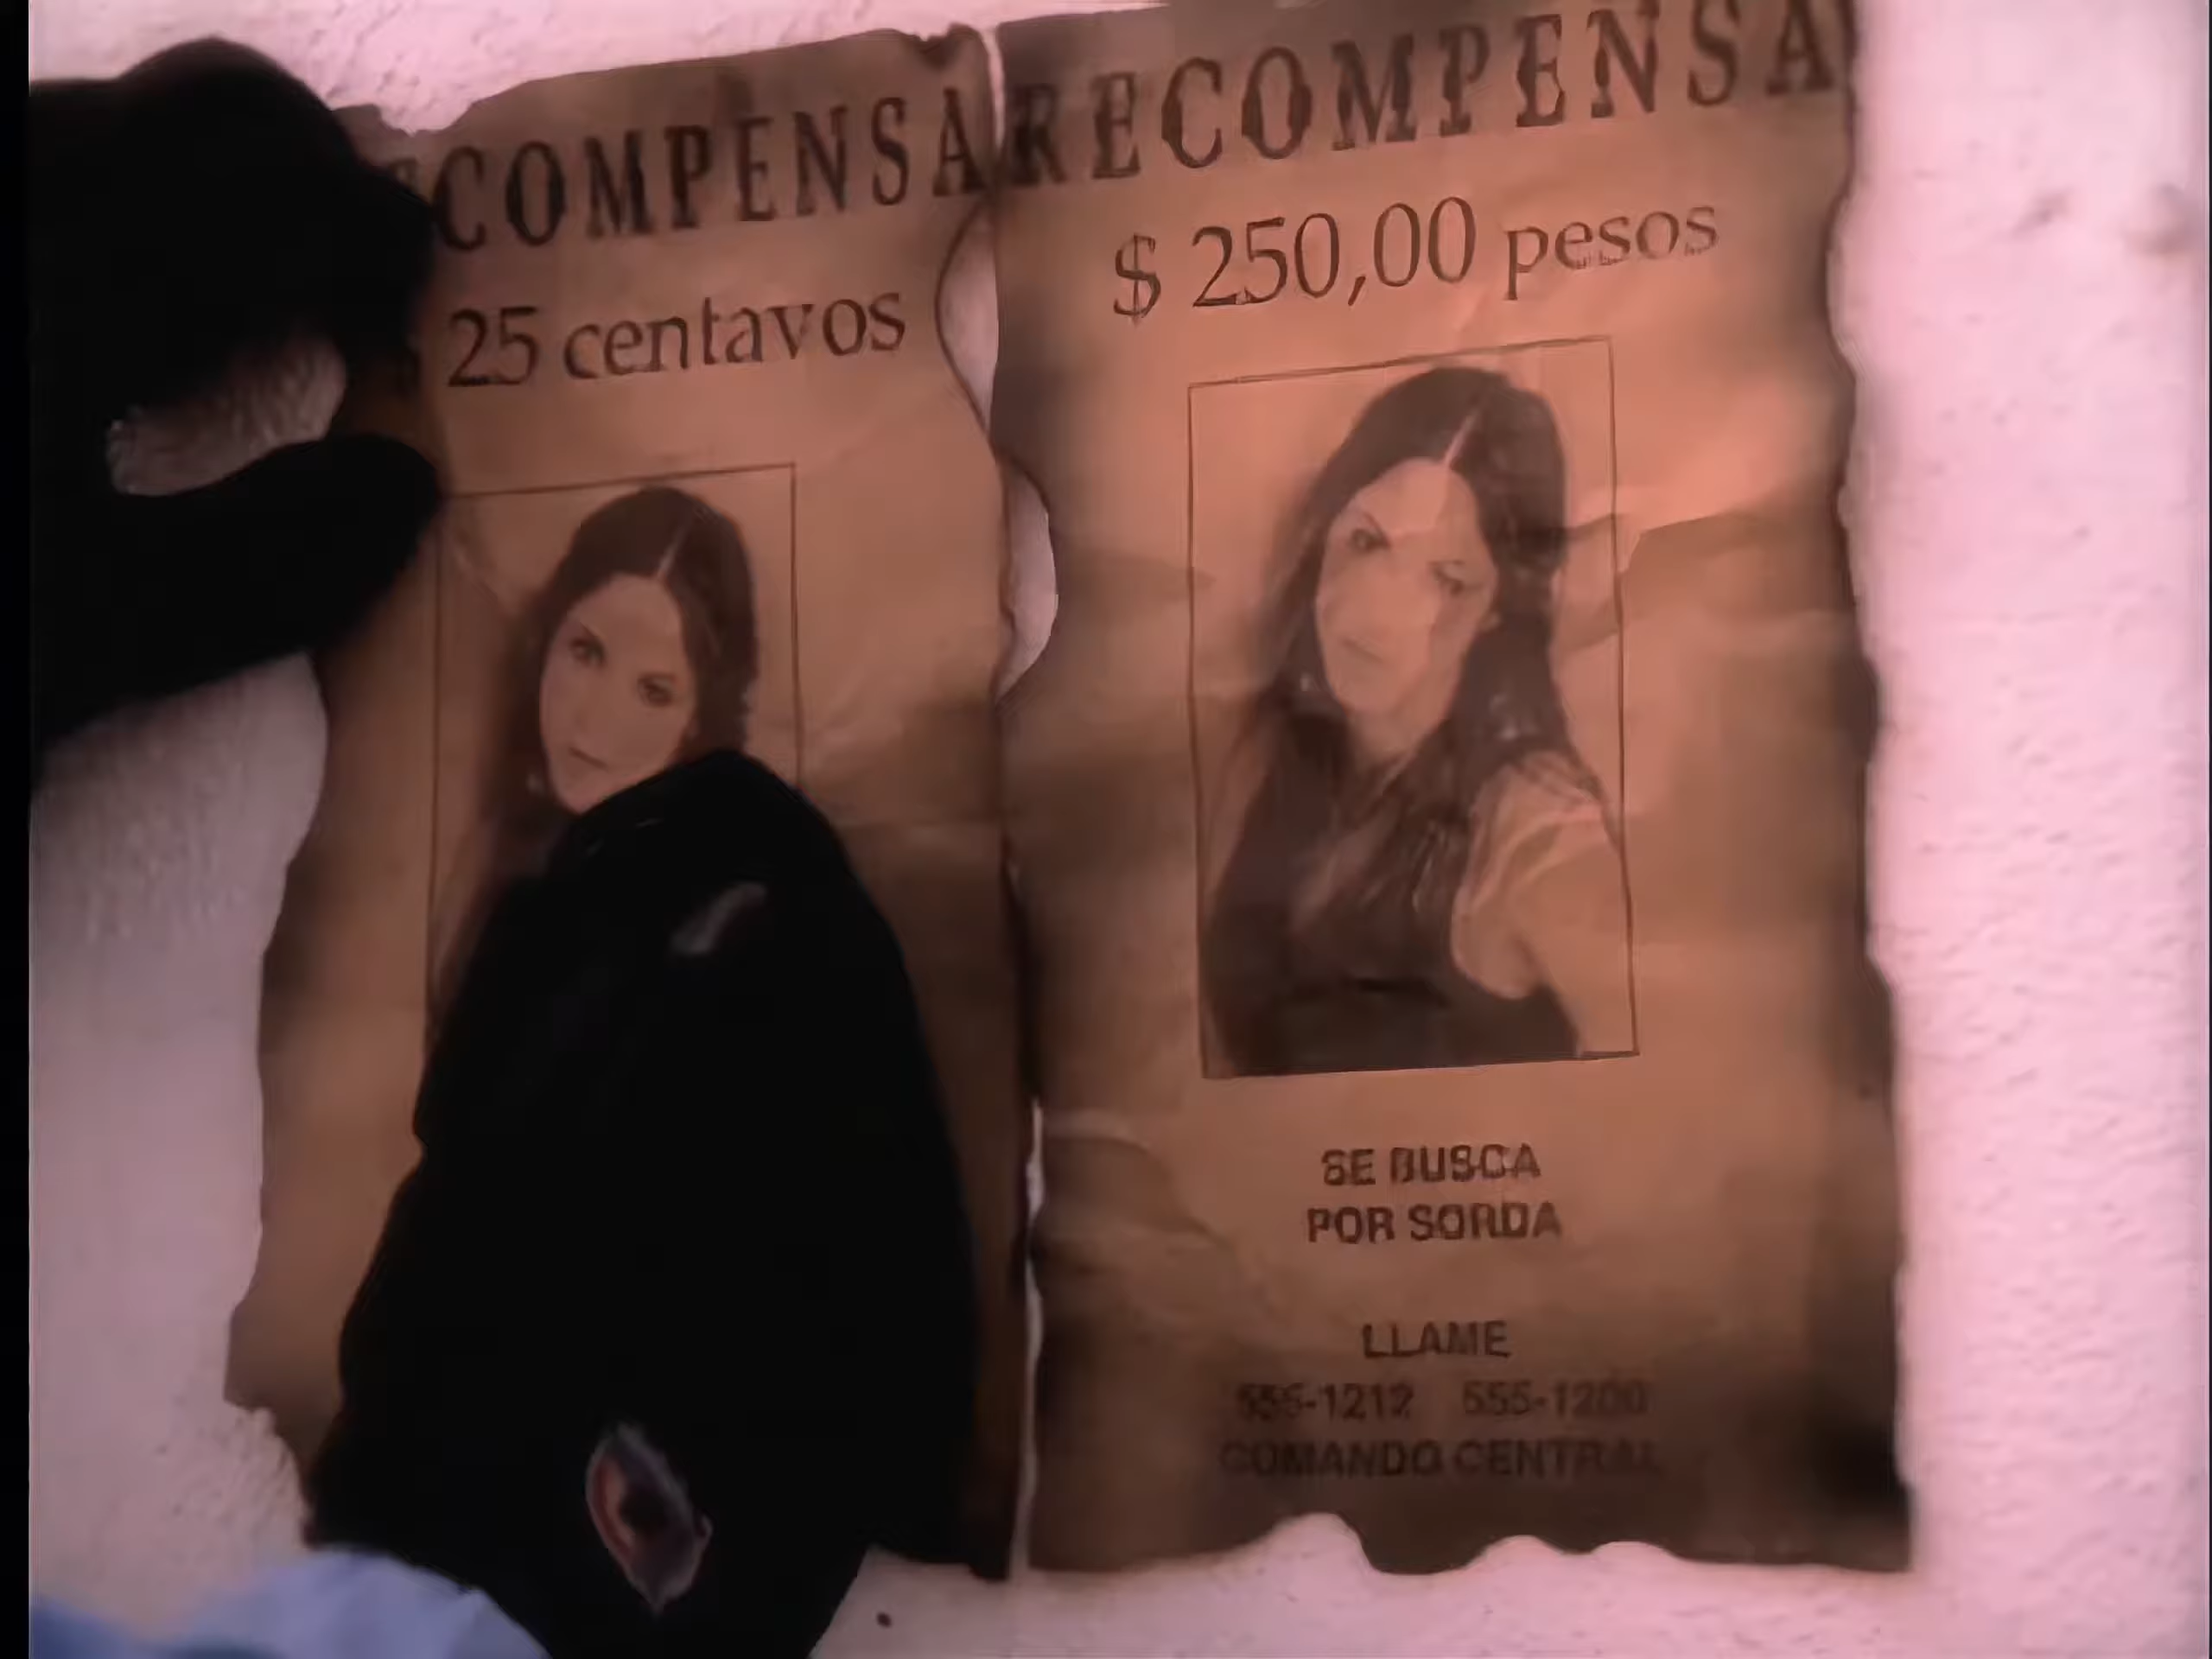 ECOMPENSA
25 centavos
RECOMPENSA
$ 250,00 pesos
SE BUSCA
POR SORDA
LLAME
555-1212 555-1200
COMANDO CENTRAL